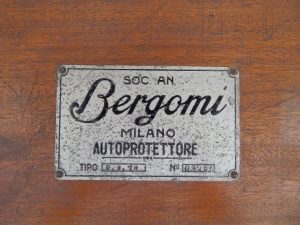 SOC. AN.
Bergomi
MILANO
AUTOPROTETTORE
TIPO
Nº